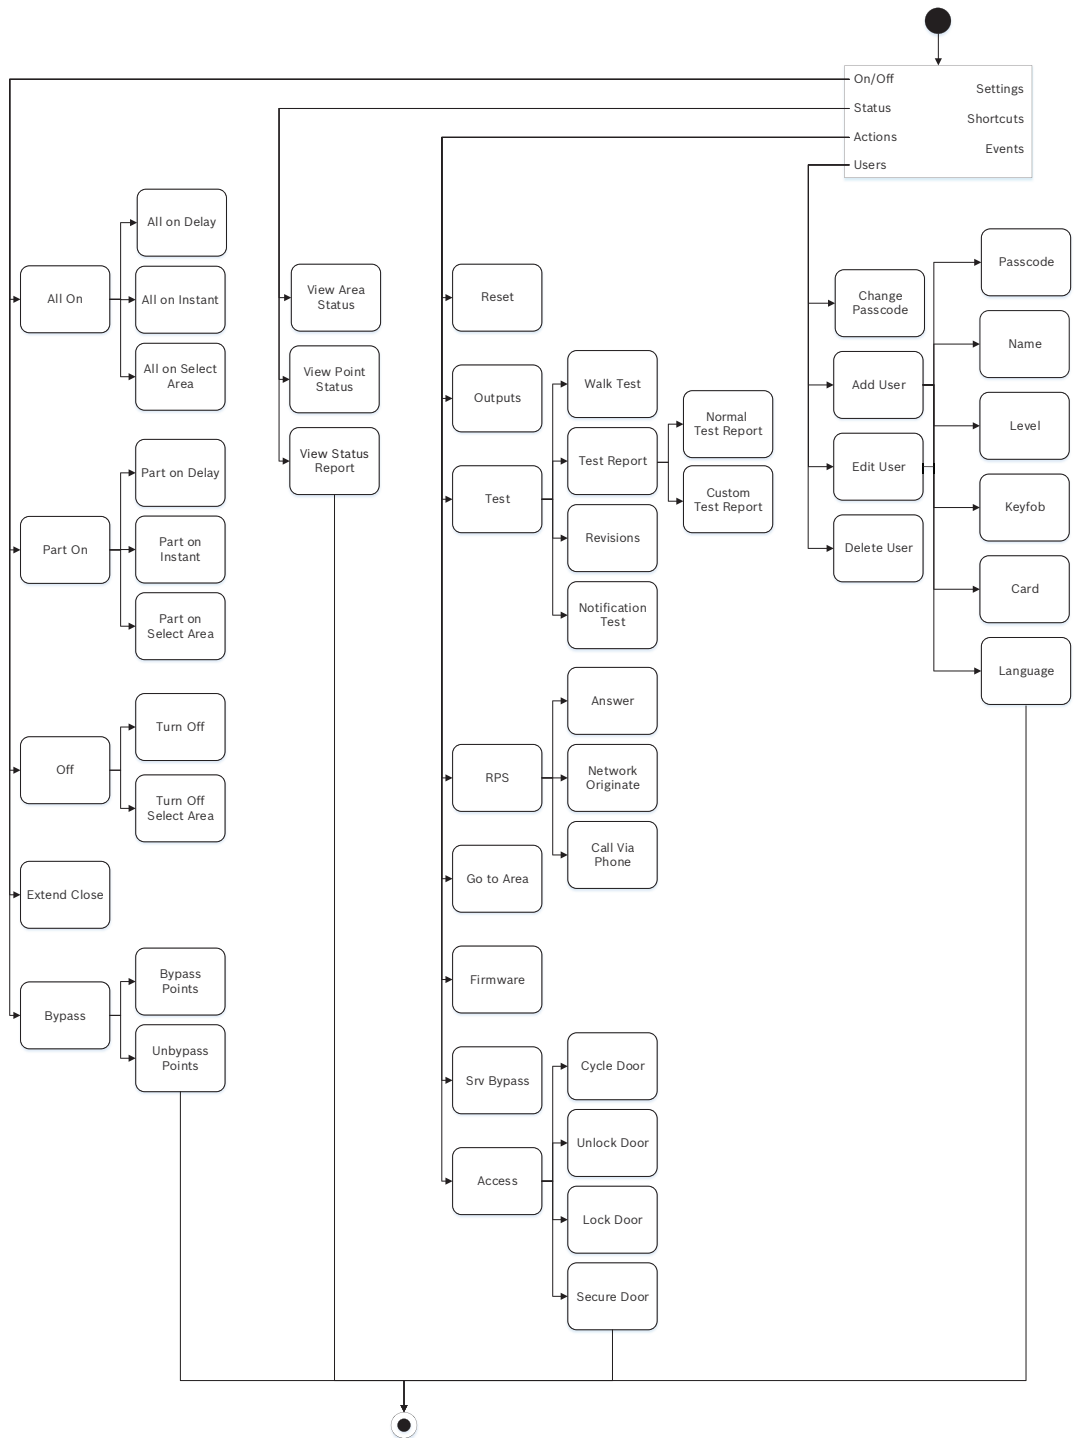 On/Off
Settings
Status
Shortcuts
Actions
Events
Users
All On
All on Delay
All on Instant
All on Select
Area
Part On
Part on Delay
Part on
Instant
Part on
Select Area
Off
Turn Off
Turn Off
Select Area
Extend Close
Bypass
Bypass
Points
Unbypass
Points
View Area
Status
View Point
Status
View Status
Report
Reset
Outputs
Test
Walk Test
Test Report
Normal
Test Report
Custom
Test Report
Revisions
Notification
Test
RPS
Answer
Network
Originate
Call Via
Phone
Go to Area
Firmware
Srv Bypass
Access
Cycle Door
Unlock Door
Lock Door
Secure Door
Change
Passcode
Add User
Edit User
Delete User
Passcode
Name
Level
Keyfob
Card
Language